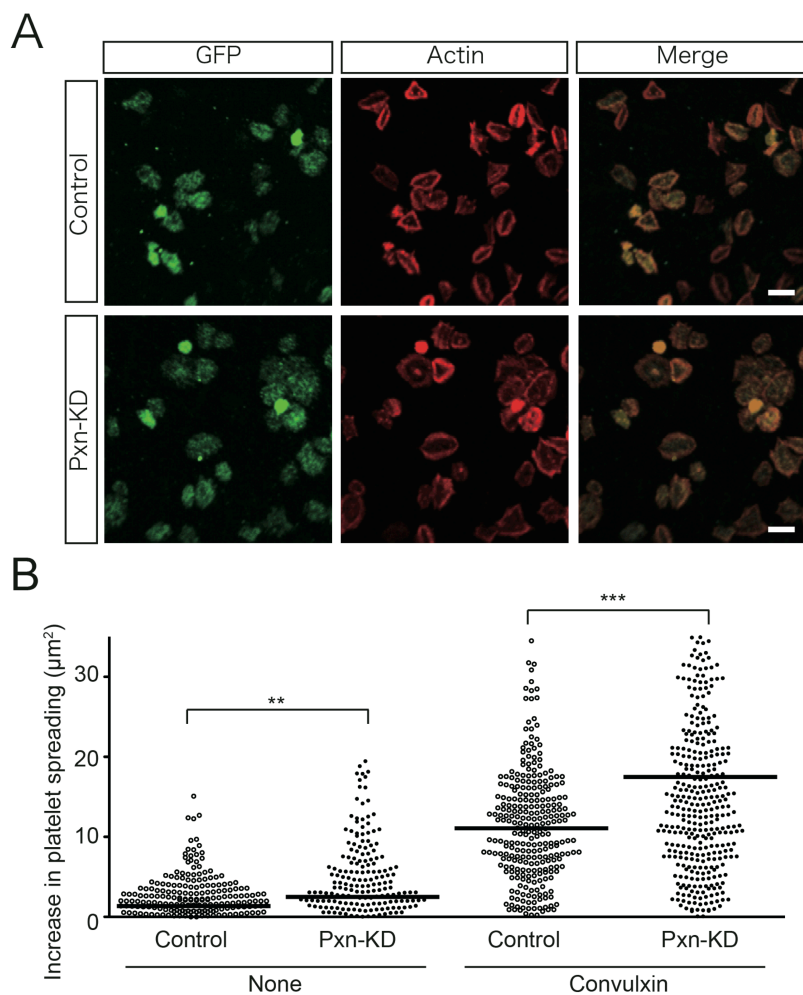 A
GFP Actin Merge
Control
Pxn-KD
B
Increase in platelet spreading (μm²)
30
20
10
0
**
***
Control Pxn-KD Control Pxn-KD
None Convulxin